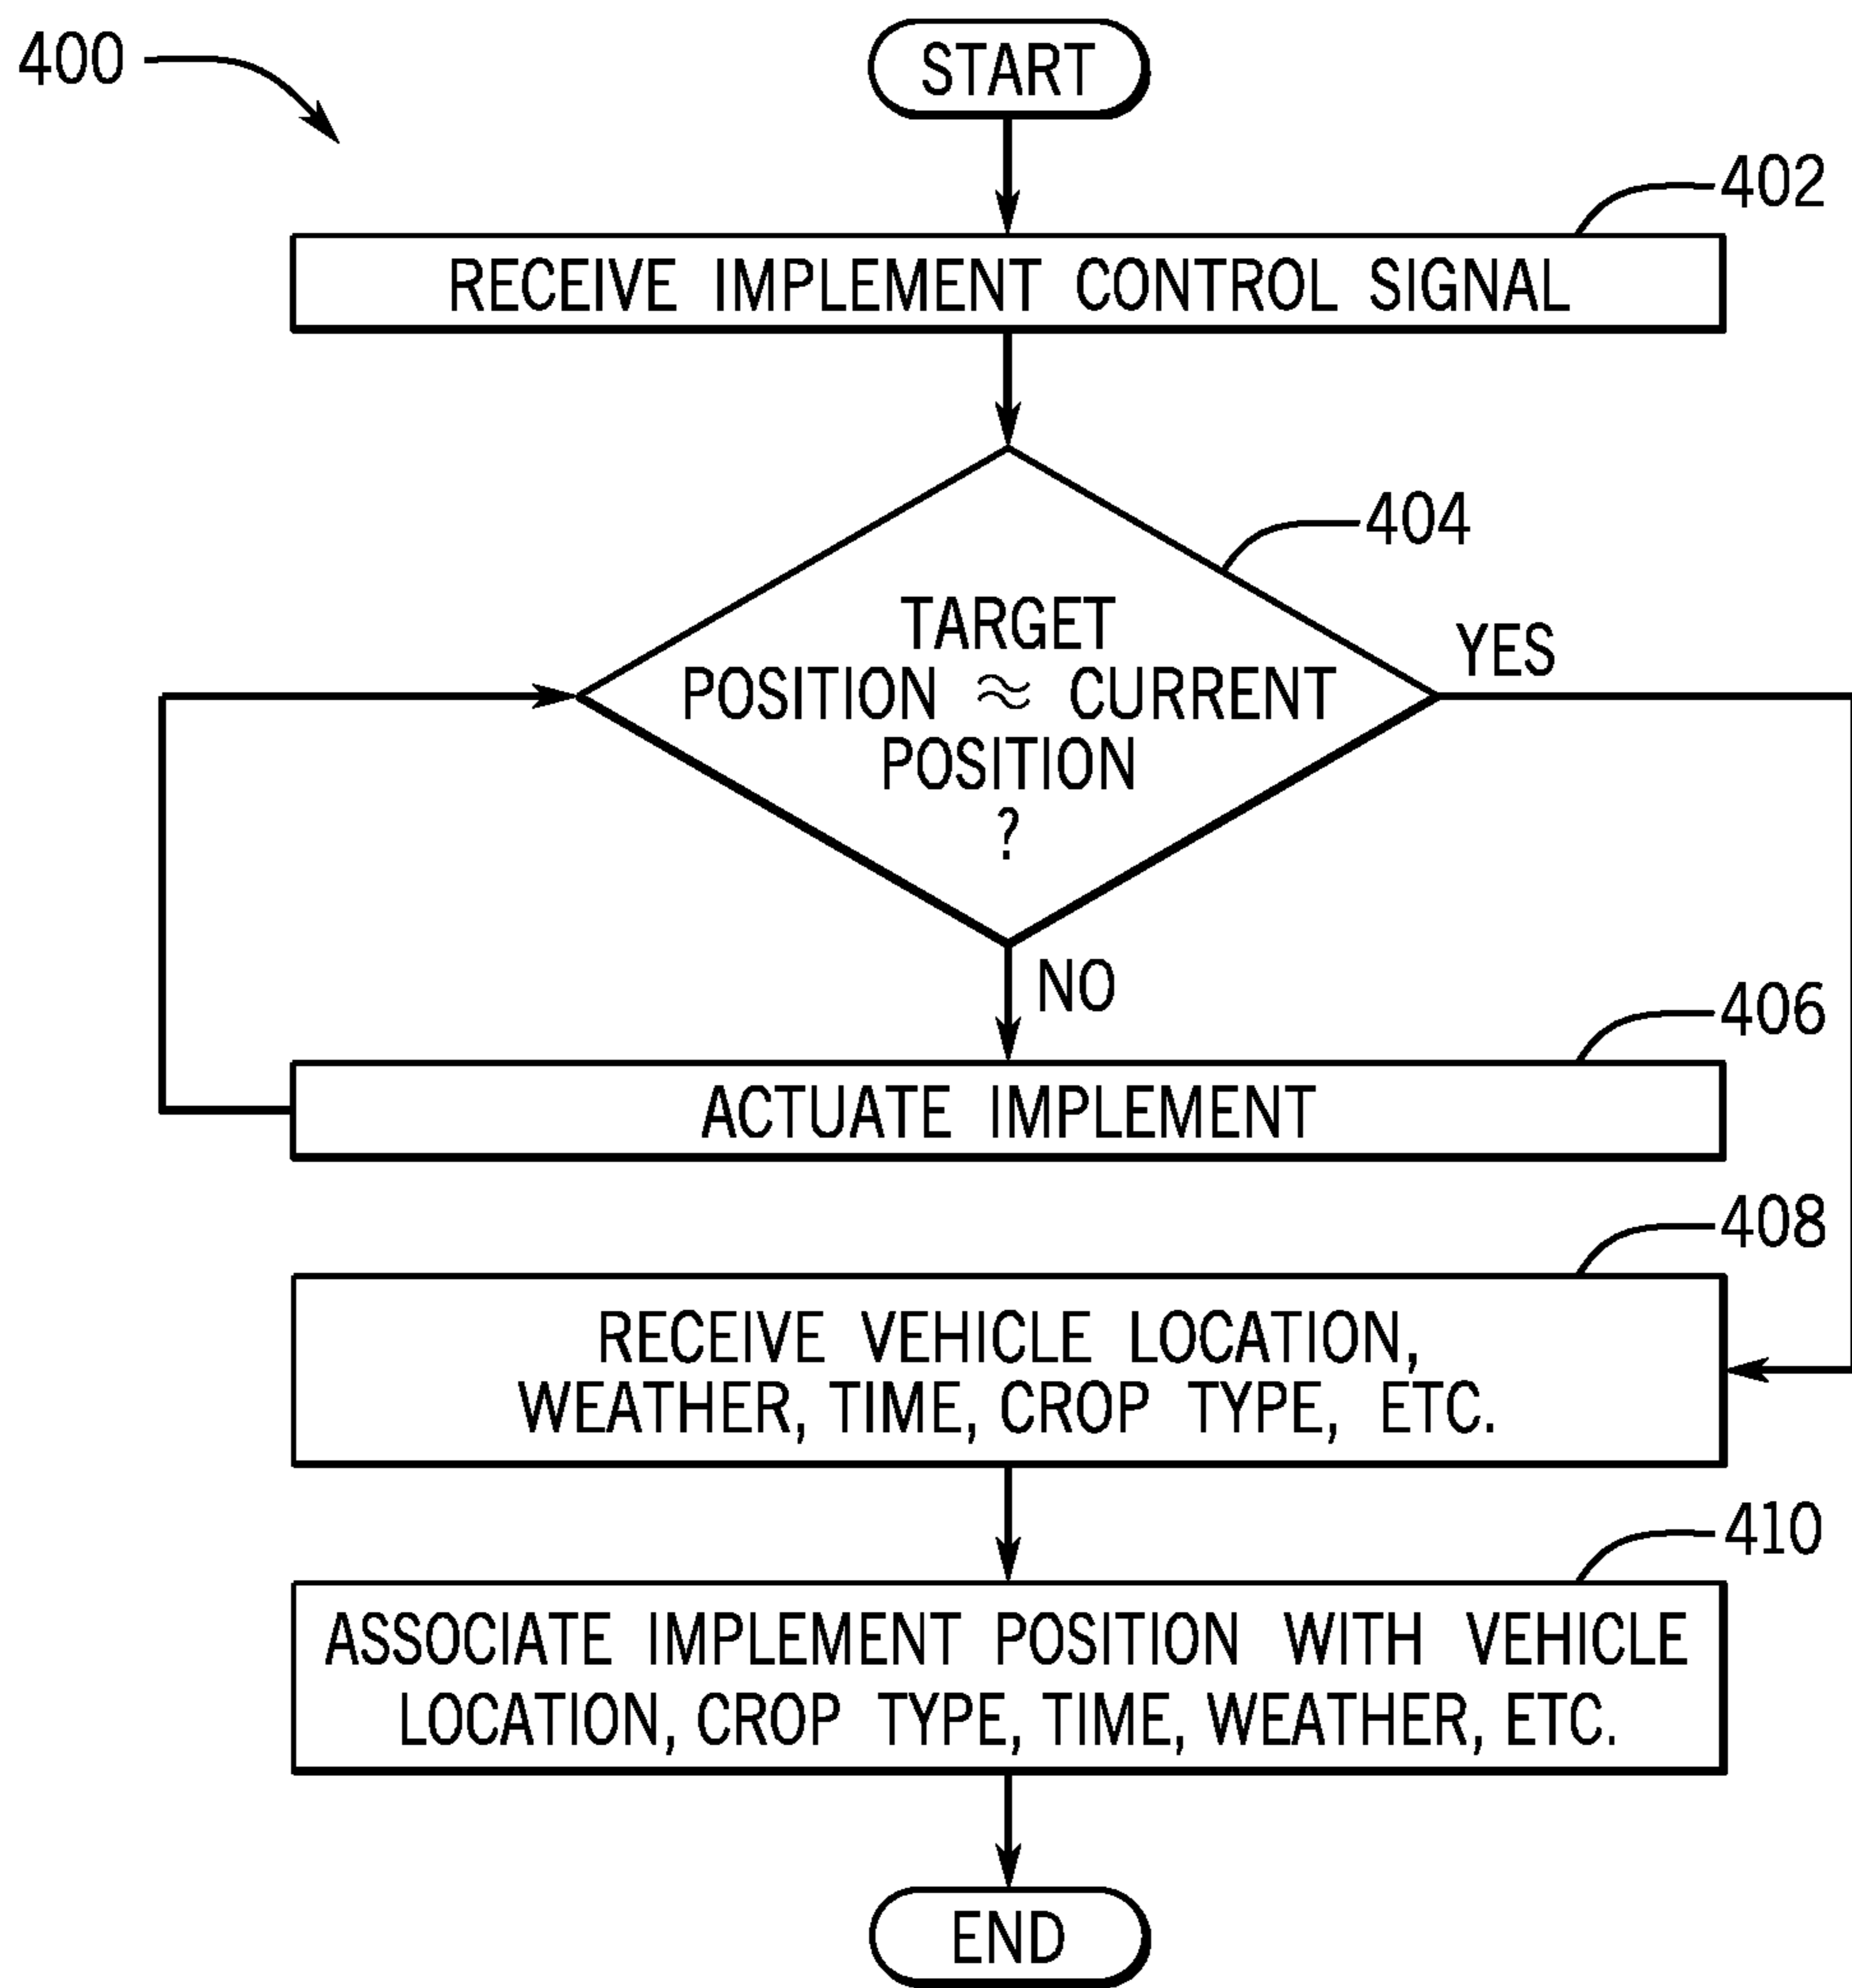 400
START
402
RECEIVE IMPLEMENT CONTROL SIGNAL
404
TARGET
POSITION ≈ CURRENT
POSITION
?
YES
NO
406
ACTUATE IMPLEMENT
408
RECEIVE VEHICLE LOCATION,
WEATHER, TIME, CROP TYPE, ETC.
410
ASSOCIATE IMPLEMENT POSITION WITH VEHICLE
LOCATION, CROP TYPE, TIME, WEATHER, ETC.
END